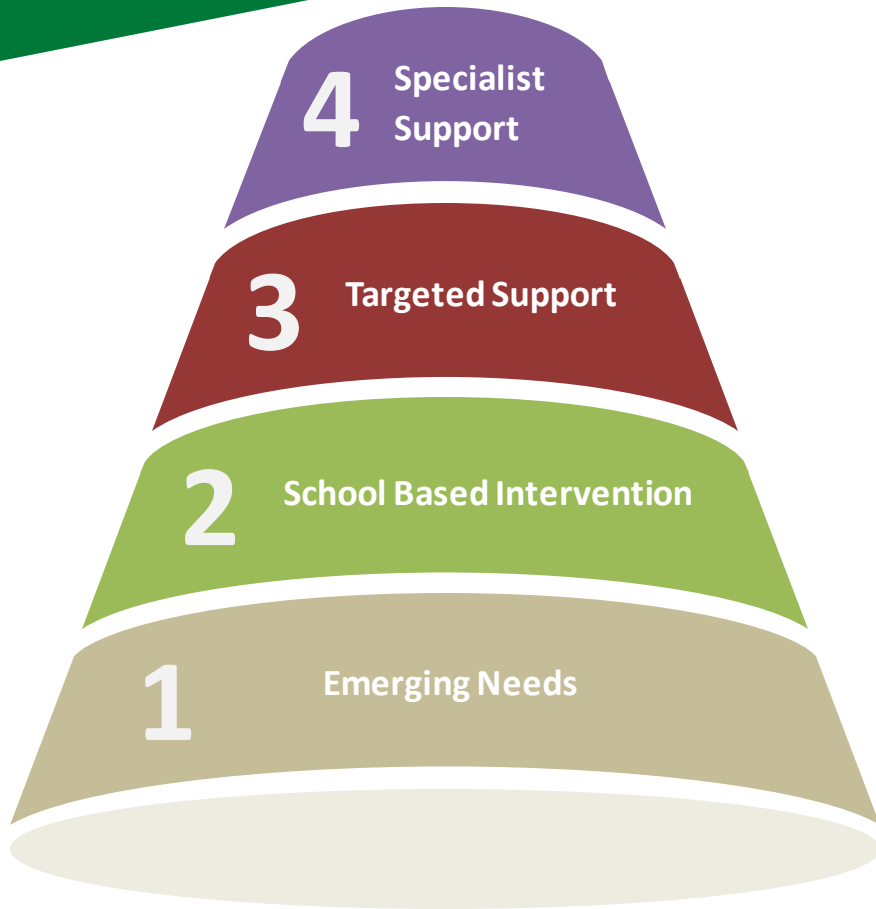 4 Specialist
Support
3 Targeted Support
2 School Based Intervention
1 Emerging Needs